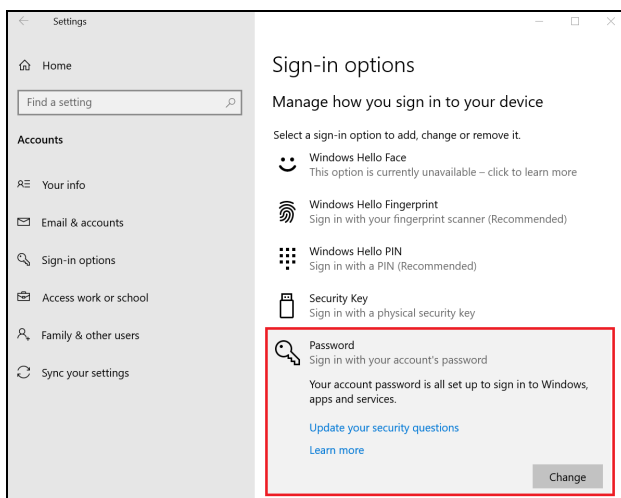 Settings
Home
Find a setting
Accounts
Your info
Email & accounts
Sign-in options
Access work or school
Family & other users
Sync your settings
Sign-in options
Manage how you sign in to your device
Select a sign-in option to add, change or remove it.
Windows Hello Face
This option is currently unavailable – click to learn more
Windows Hello Fingerprint
Sign in with your fingerprint scanner (Recommended)
Windows Hello PIN
Sign in with a PIN (Recommended)
Security Key
Sign in with a physical security key
Password
Sign in with your account's password
Your account password is all set up to sign in to Windows,
apps and services.
Update your security questions
Learn more
Change